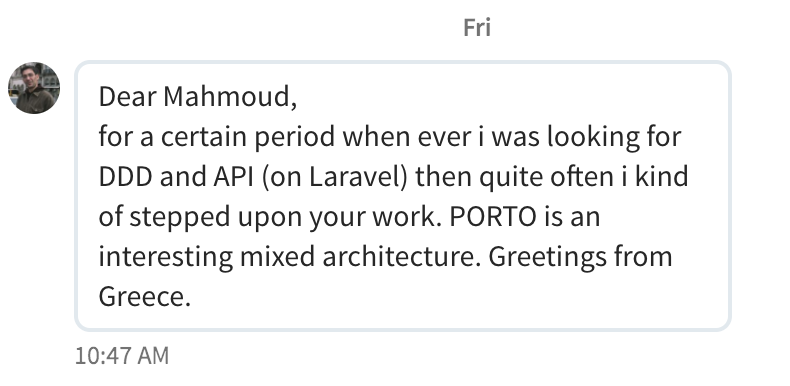 Fri
Dear Mahmoud,
for a certain period when ever i was looking for
DDD and API (on Laravel) then quite often i kind
of stepped upon your work. PORTO is an
interesting mixed architecture. Greetings from
Greece.
10:47 AM